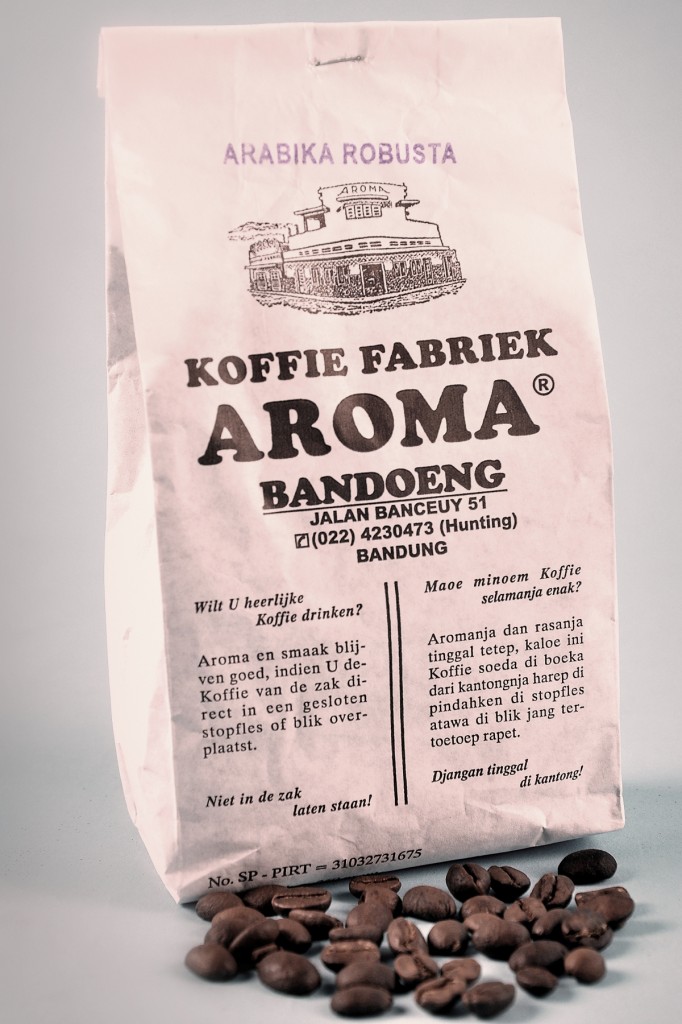 ARABIKA ROBUSTA
AROMA
KOFFIE FABRIEK
AROMA®
BANDOENG
JALAN BANCEUY 51
✆(022) 4230473 (Hunting)
BANDUNG
Wilt U heerlijke
Koffie drinken?
Aroma en smaak blij-
ven goed, indien U de-
Koffie van de zak di-
rect in een gesloten
stopfles of blik over-
plaatst.
Niet in de zak
laten staan!
Maoe minoem Koffie
selamanja enak?
Aromanja dan rasanja
tinggal tetep, kaloe ini
Koffie soeda di boeka
dari kantongnja harep di
pindahken di stopfles
atawa di blik jang ter-
toetoep rapet.
Djangan tinggal
di kantong!
No. SP - PIRT = 31032731675